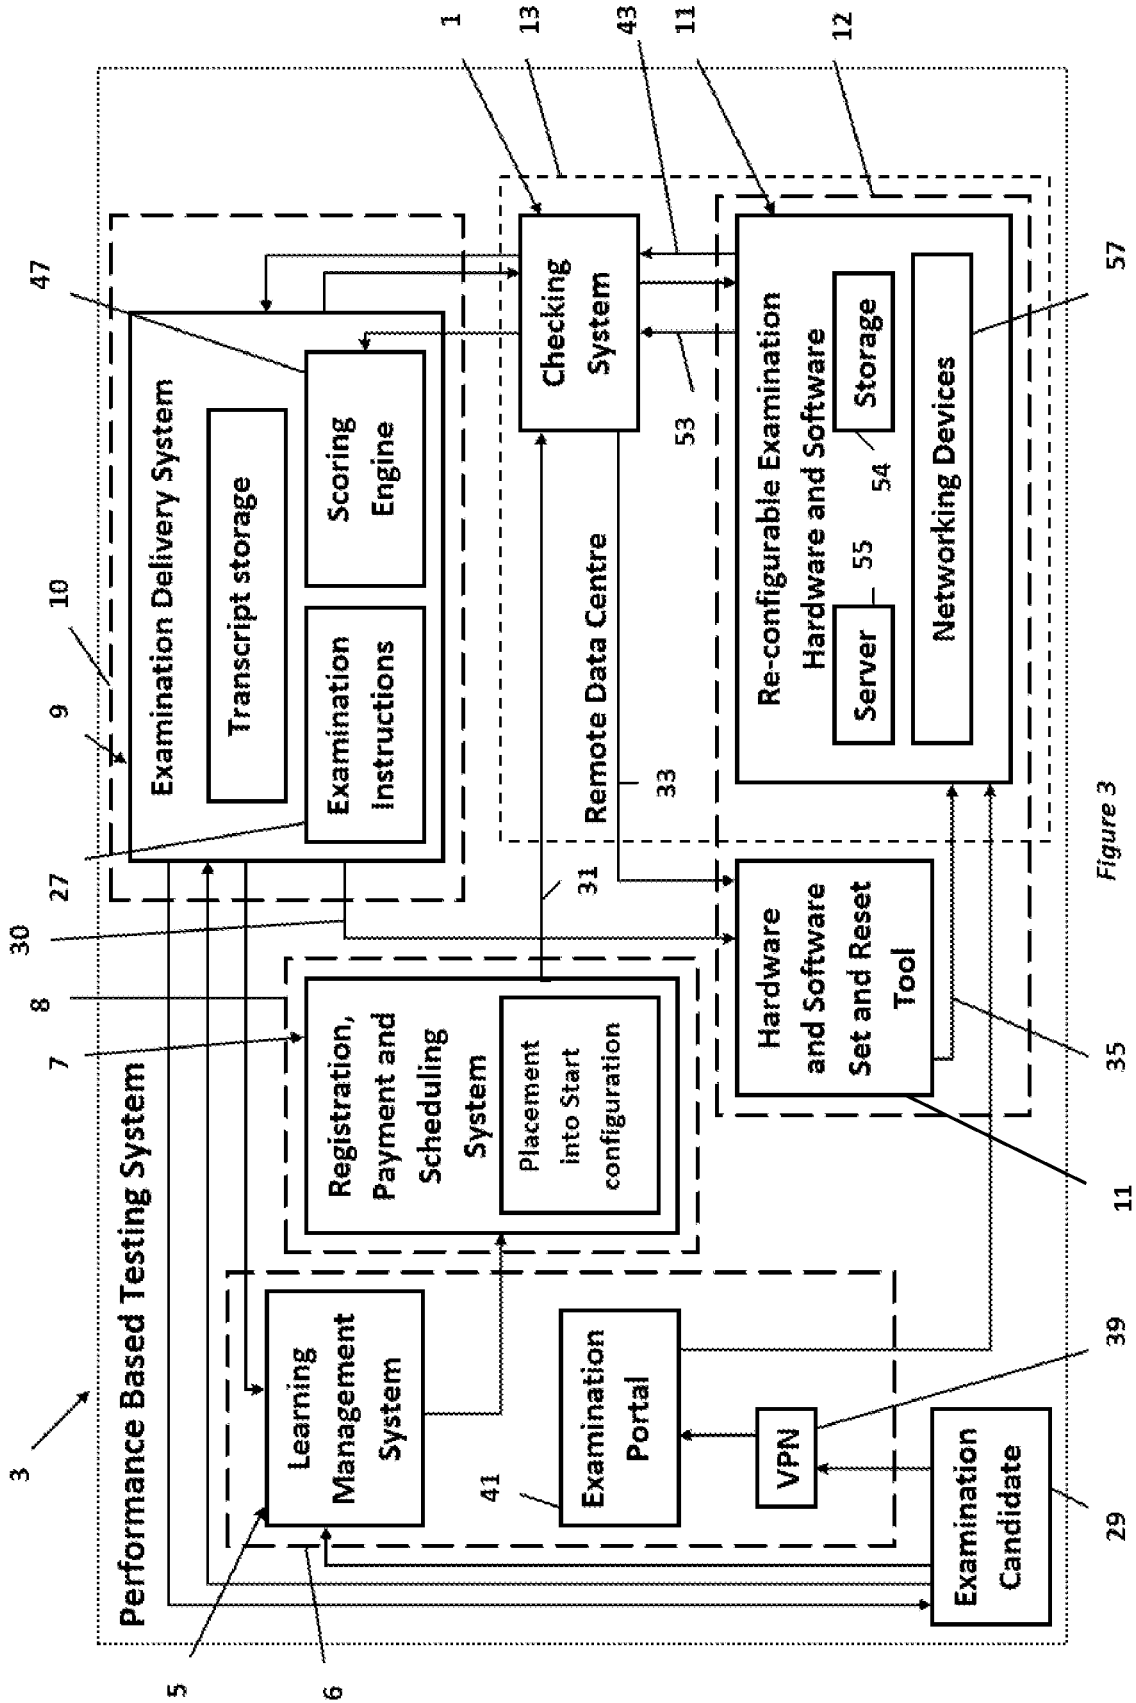 Performance Based Testing System
3
5
6
Learning
Management
System
41
Examination
Portal
VPN
39
Examination
Candidate
29
7
8
Registration,
Payment and
Scheduling
System
Placement
into Start
configuration
30
27
9
10
Examination Delivery System
Transcript storage
Examination
Instructions
Scoring
Engine
47
31
Hardware
and Software
Set and Reset
Tool
11
35
Remote Data Centre
33
Checking
System
1
13
43
11
12
53
Re-configurable Examination
Hardware and Software
Server
55
Storage
54
Networking Devices
57
Figure 3